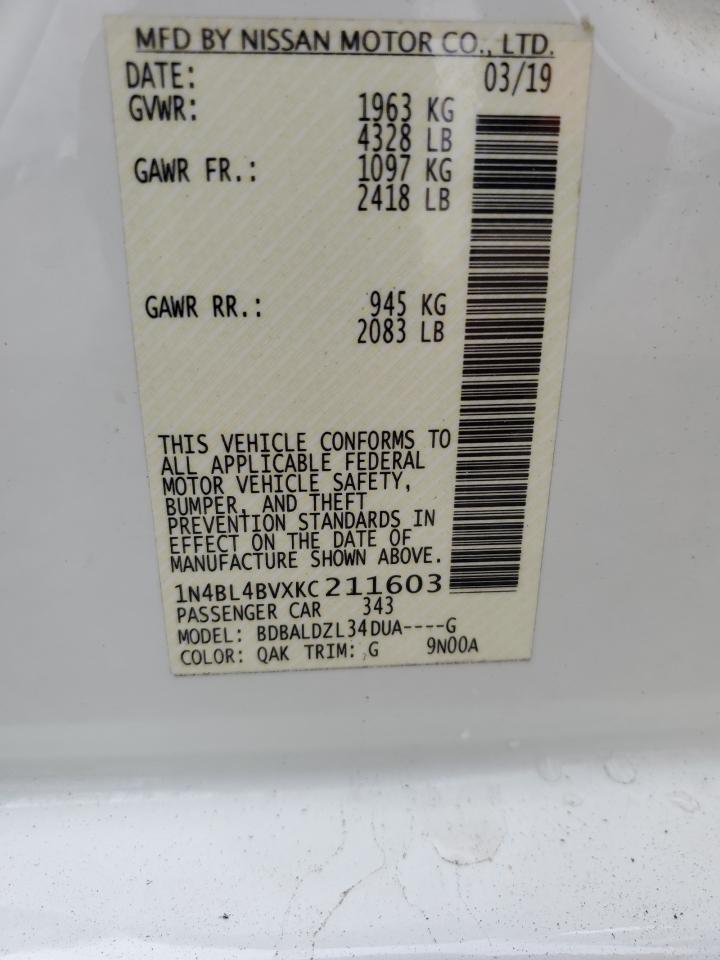 MFD BY NISSAN MOTOR CO., LTD.
DATE: 03/19
GVWR: 1963 KG
4328 LB
GAWR FR.: 1097 KG
2418 LB
GAWR RR.: 945 KG
2083 LB
THIS VEHICLE CONFORMS TO
ALL APPLICABLE FEDERAL
MOTOR VEHICLE SAFETY,
BUMPER, AND THEFT
PREVENTION STANDARDS IN
EFFECT ON THE DATE OF
MANUFACTURE SHOWN ABOVE.
1N4BL4BVXKC211603
PASSENGER CAR 343
MODEL: BDBALDZL34DUA----G
COLOR: QAK TRIM: G 9N00A